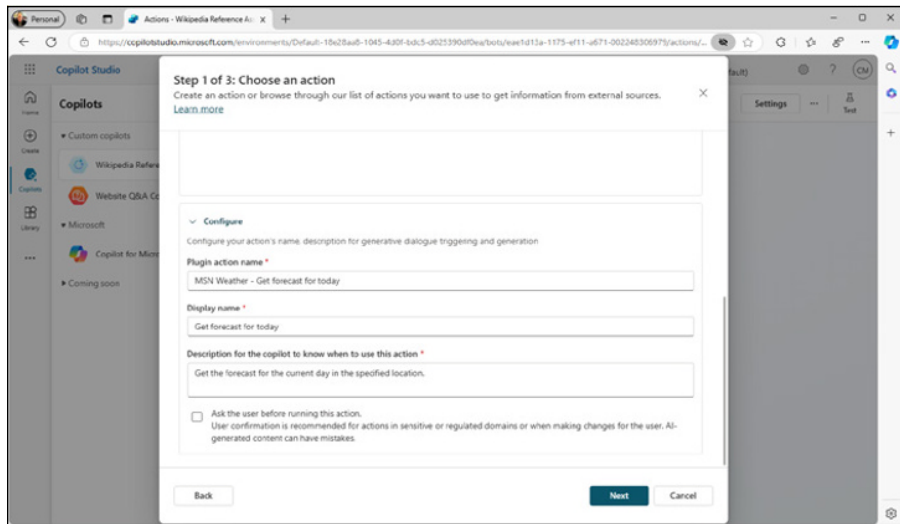 Personal
Actions - Wikipedia Reference As
https://copilotstudio.microsoft.com/environments/Default-18e28aa8-1045-4d0f-bdc5-d025390df0ea/bots/eae1d13a-1175-ef11-a671-002248306975/actions/...
Copilot Studio
fault)
CM
Home
Create
Copilots
Library
Copilots
Custom copilots
Wikipedia Refere
Website Q&A Co
Microsoft
Copilot for Micro
Coming soon
Settings
Test
Step 1 of 3: Choose an action
Create an action or browse through our list of actions you want to use to get information from external sources.
Learn more
Configure
Configure your action's name, description for generative dialogue triggering and generation
Plugin action name *
MSN Weather - Get forecast for today
Display name *
Get forecast for today
Description for the copilot to know when to use this action *
Get the forecast for the current day in the specified location.
Ask the user before running this action.
User confirmation is recommended for actions in sensitive or regulated domains or when making changes for the user. AI-
generated content can have mistakes.
Back
Next
Cancel